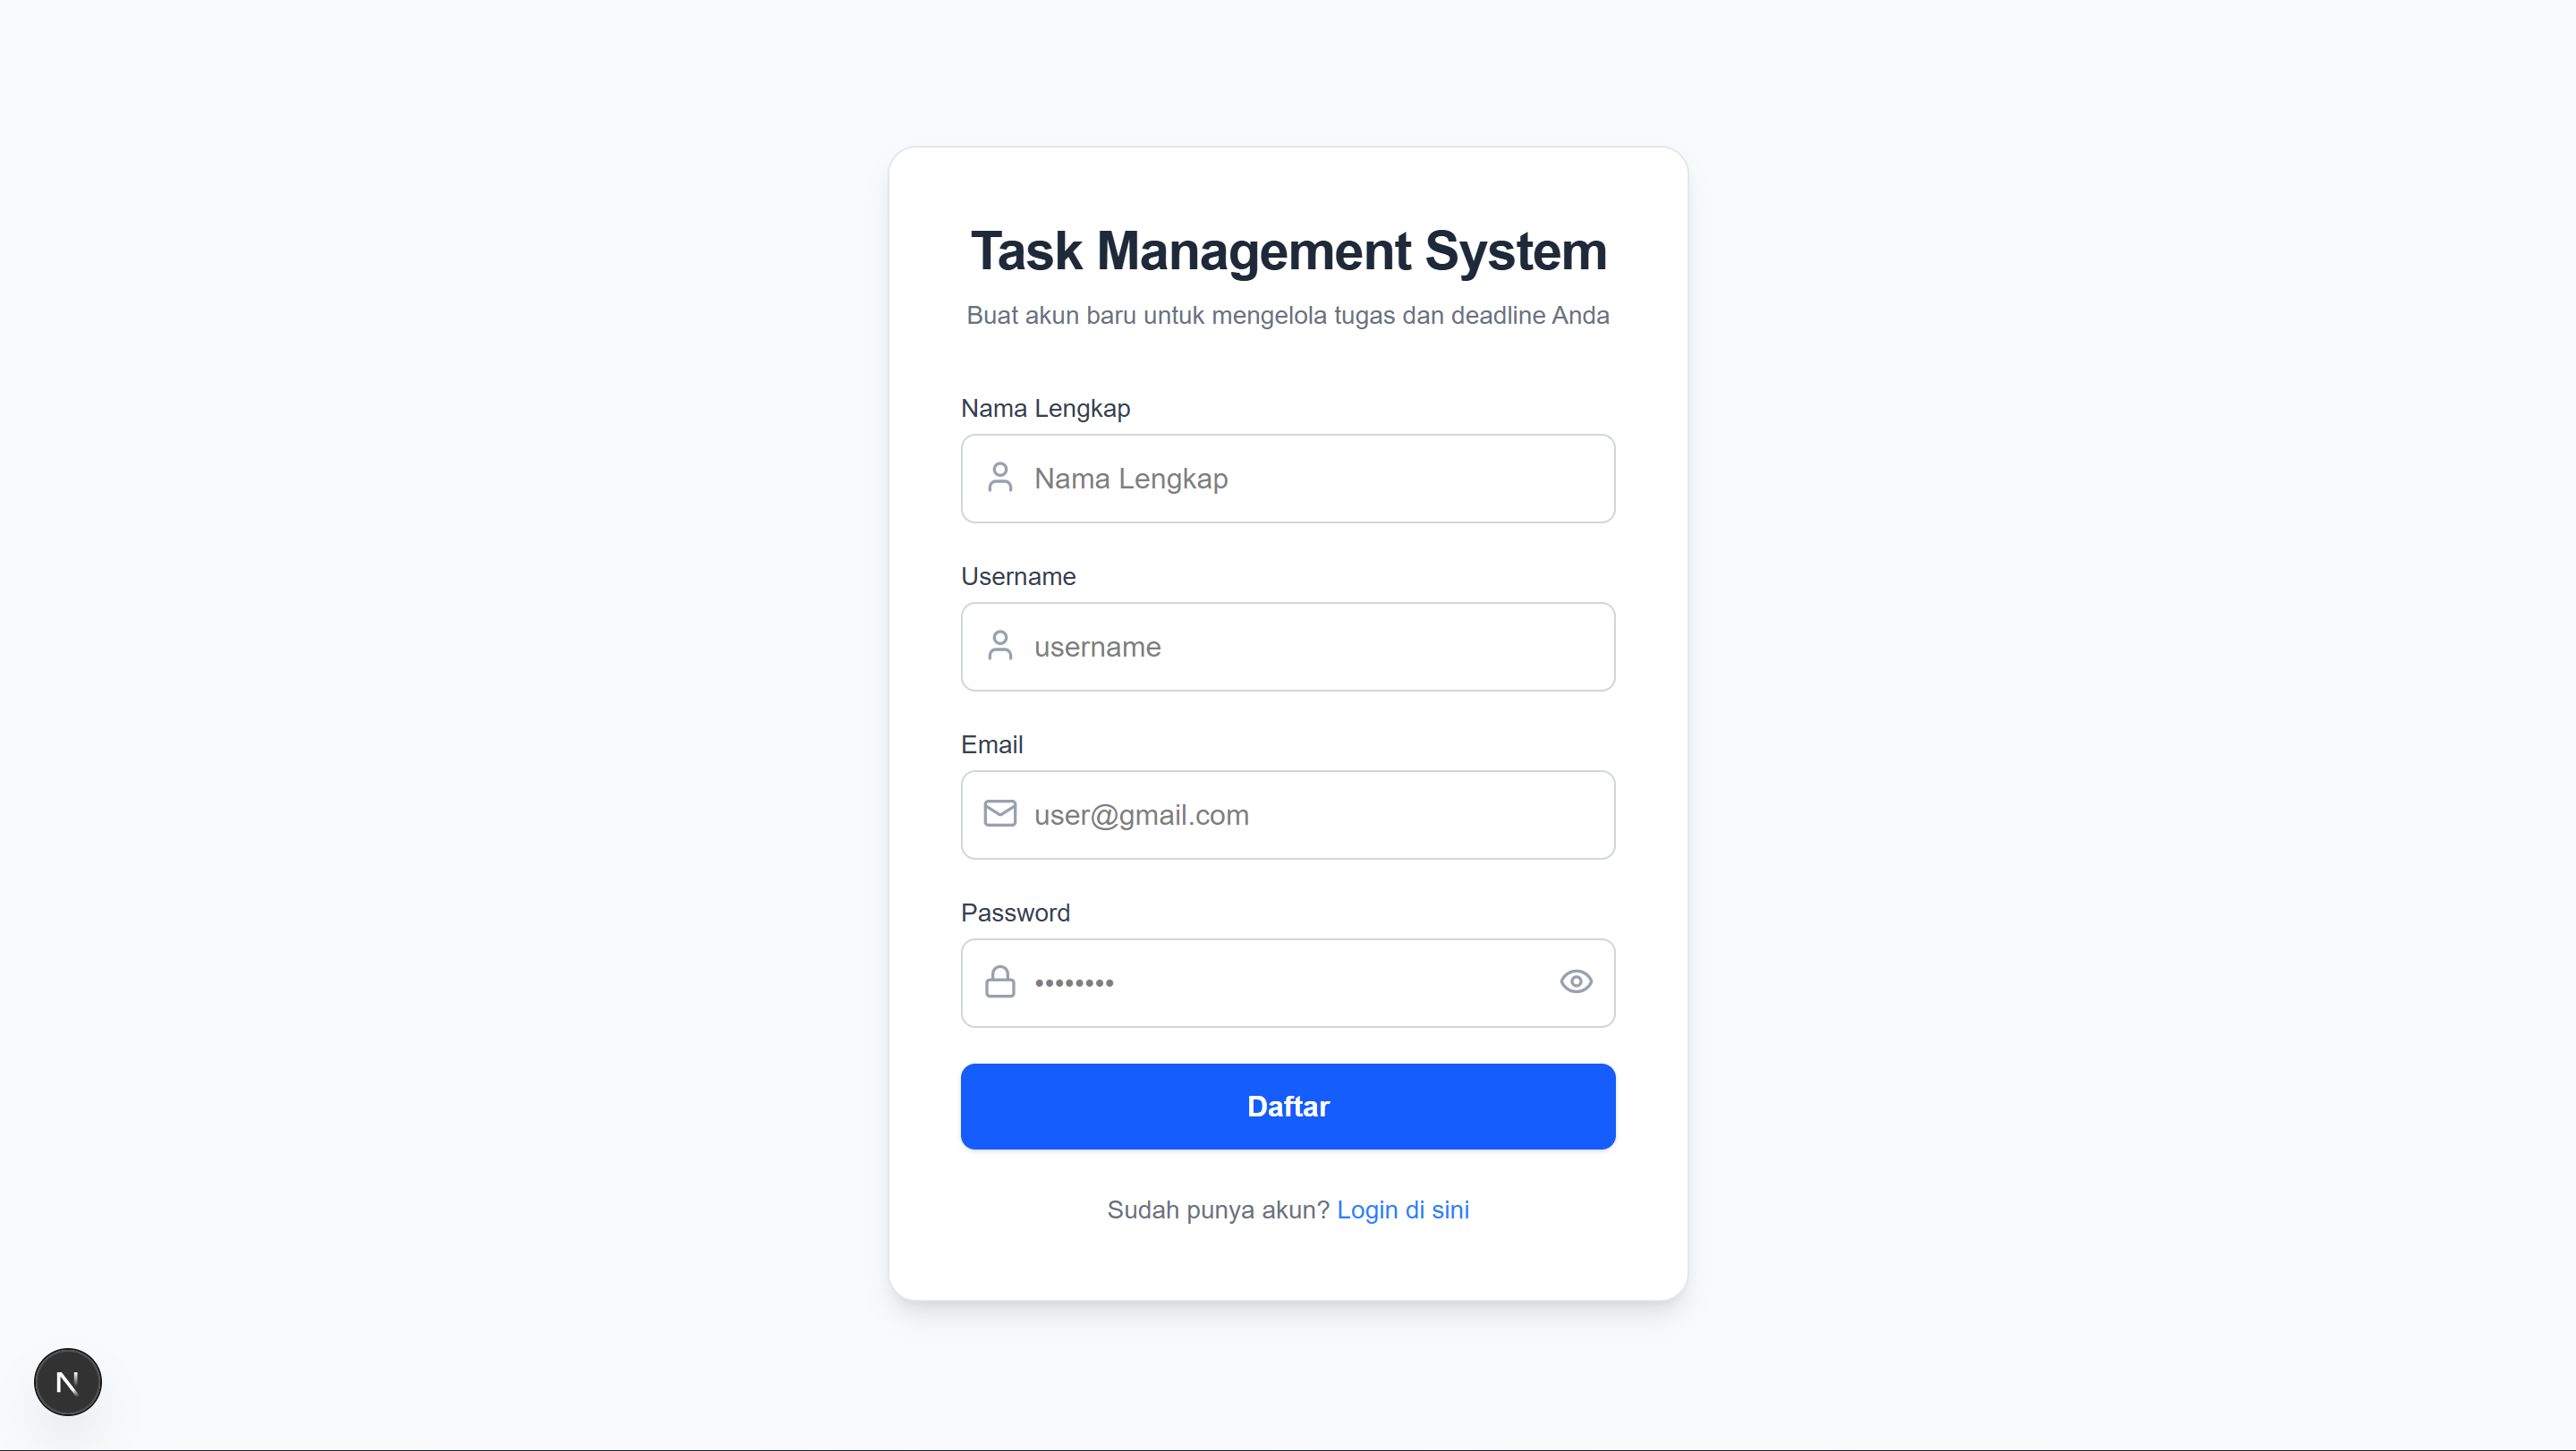 Task Management System
Buat akun baru untuk mengelola tugas dan deadline Anda
Nama Lengkap
Nama Lengkap
Username
username
Email
user@gmail.com
Password
••••••••
Daftar
Sudah punya akun? Login di sini
N